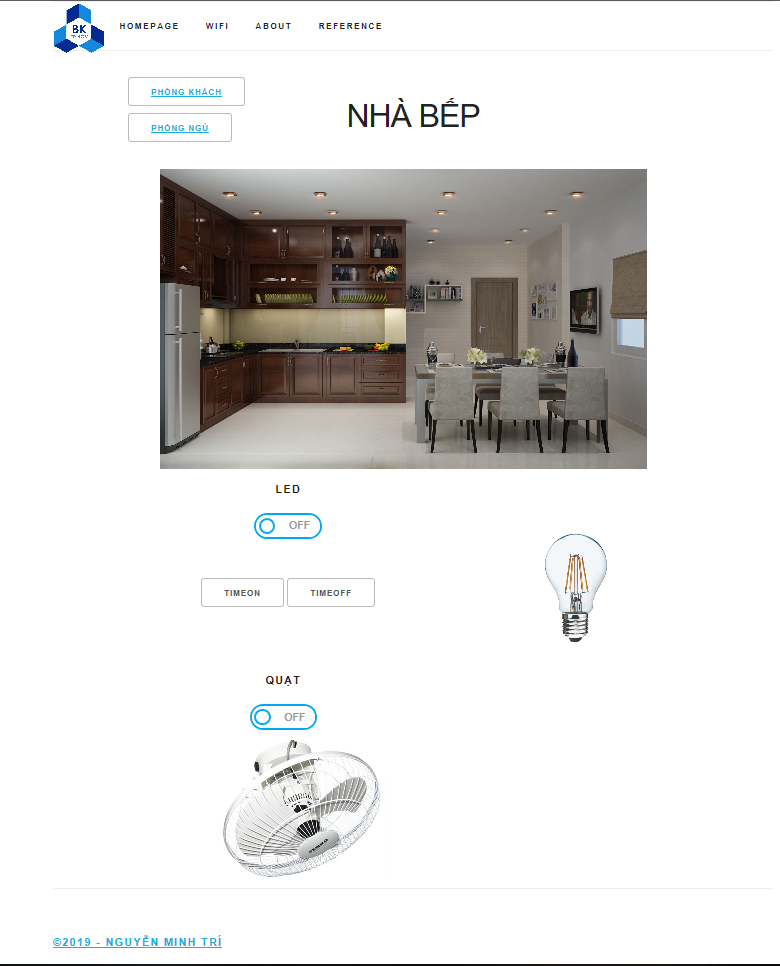 BK
HOMEPAGE WIFI ABOUT REFERENCE
PHÒNG KHÁCH
PHÒNG NGỦ
NHÀ BẾP
LED
OFF
TIMEON TIMEOFF
QUẠT
OFF
©2019 - NGUYỄN MINH TRÍ